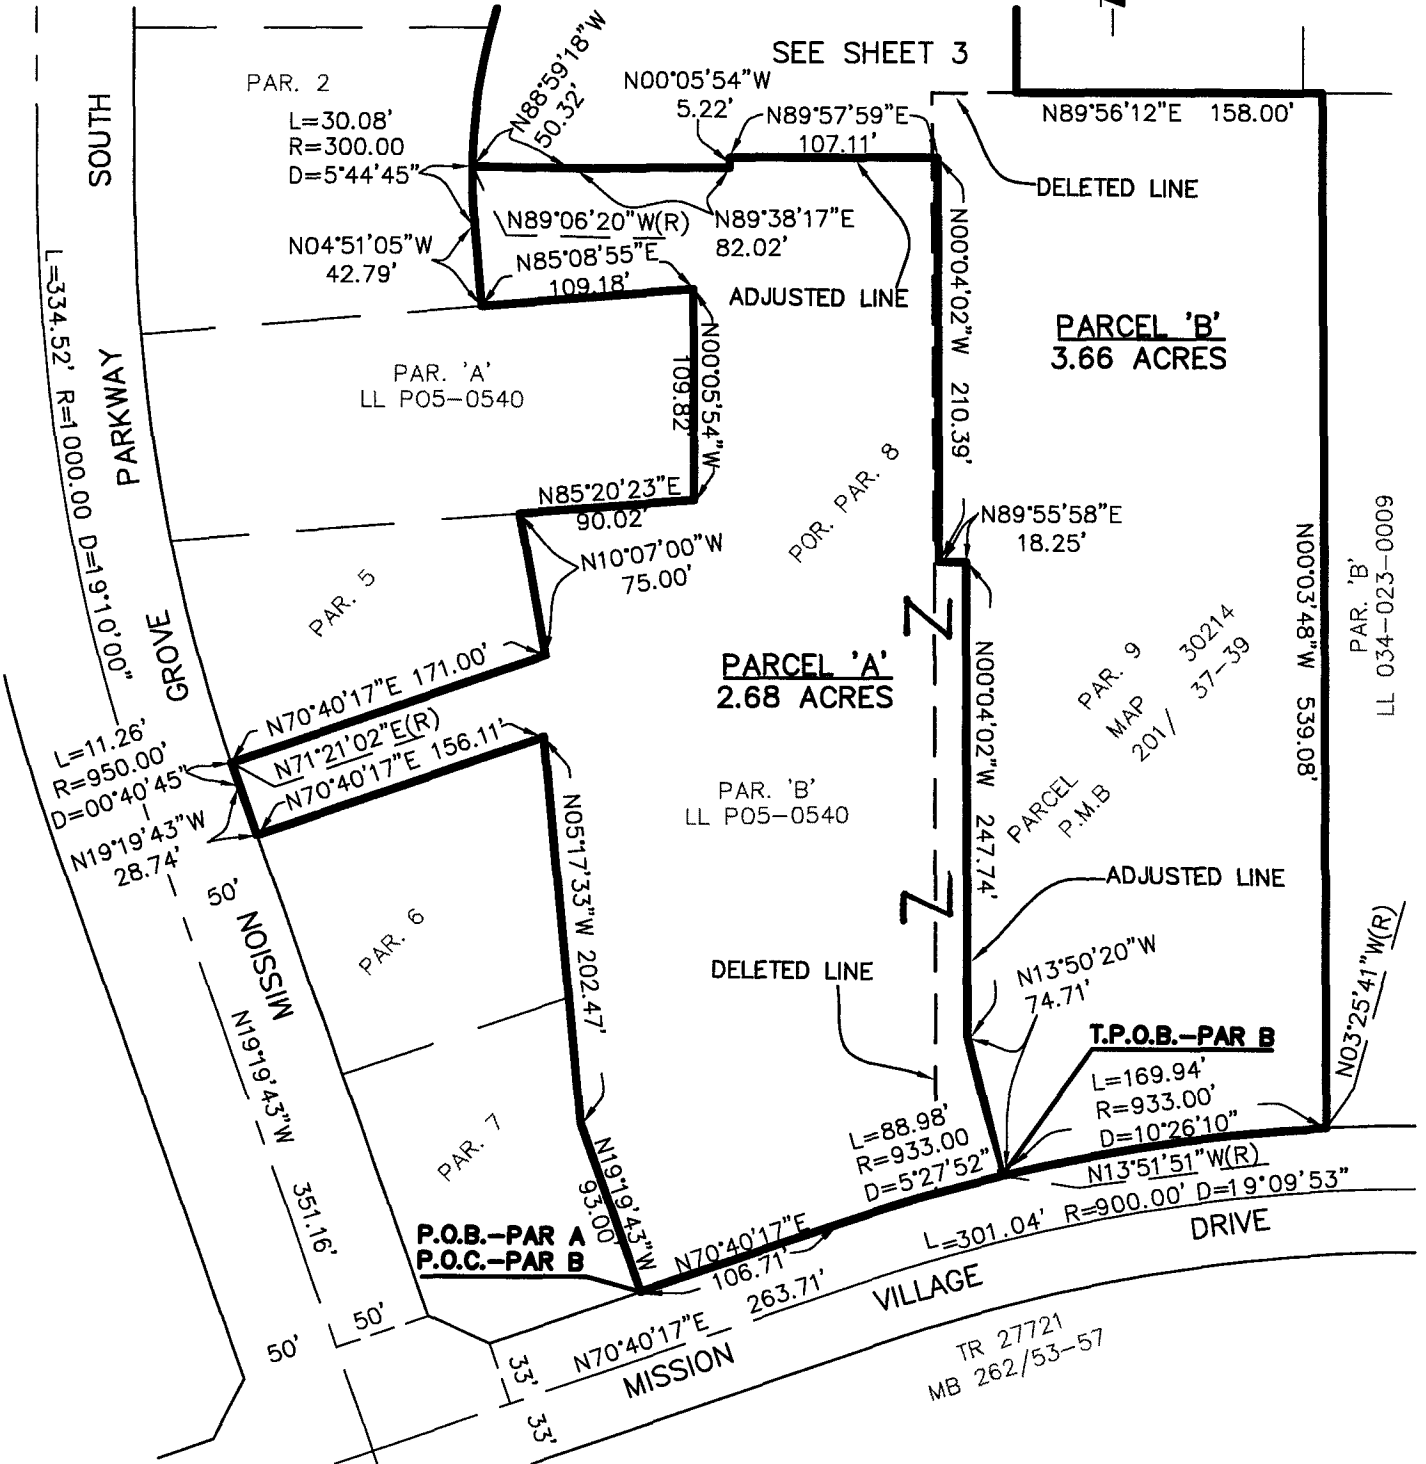 SEE SHEET 3
PAR. 2
L=30.08'
R=300.00
D=5°44'45"
N88°59'18"W
50.32'
N00°05'54"W
5.22'
N89°57'59"E
107.11'
N89°56'12"E 158.00'
DELETED LINE
SOUTH
N04°51'05"W
42.79'
N89°06'20"W(R)
N89°38'17"E
82.02'
N85°08'55"E
109.18'
ADJUSTED LINE
N00°04'02"W 210.39'
PARCEL 'B'
3.66 ACRES
L=334.52' R=1000.00 D=19°10'00"
PARKWAY
PAR. 'A'
LL P05-0540
N00°05'54"W
109.82'
POR. PAR. 8
N85°20'23"E
90.02'
N10°07'00"W
75.00'
N89°55'58"E
18.25'
N00°03'48"W 539.08'
PAR. 'B'
LL 034-023-0009
PAR. 5
GROVE
N70°40'17"E 171.00'
N71°21'02"E(R)
N70°40'17"E 156.11'
L=11.26'
R=950.00'
D=00°40'45"
N19°19'43"W
28.74'
PARCEL 'A'
2.68 ACRES
PAR. 'B'
LL P05-0540
N00°04'02"W 247.74'
PAR. 9
PARCEL MAP 30214
P.M.B 201/ 37-39
ADJUSTED LINE
50'
MISSION
PAR. 6
N05°17'33"W 202.47'
DELETED LINE
N13°50'20"W
74.71'
T.P.O.B.-PAR B
N03°25'41"W(R)
L=169.94'
R=933.00'
D=10°26'10"
N19°19'43"W 351.16'
PAR. 7
N19°19'43"W
93.00'
L=88.98'
R=933.00
D=5°27'52"
N13°51'51"W(R)
P.O.B.-PAR A
P.O.C.-PAR B
N70°40'17"E
106.71'
L=301.04' R=900.00' D=19°09'53"
N70°40'17"E 263.71'
MISSION VILLAGE DRIVE
50'
50'
33'
33'
TR 27721
MB 262/53-57